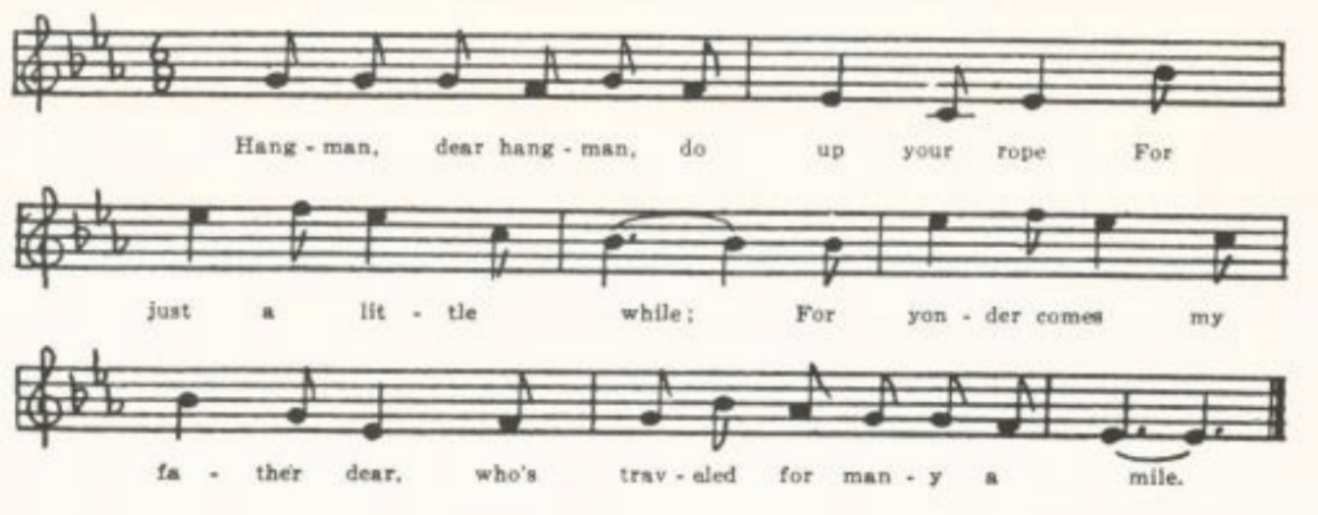 Hang - man, dear hang - man, do up your rope For
just a lit - tle while; For yon - der comes my
fa - ther dear, who's trav - eled for man - y a mile.